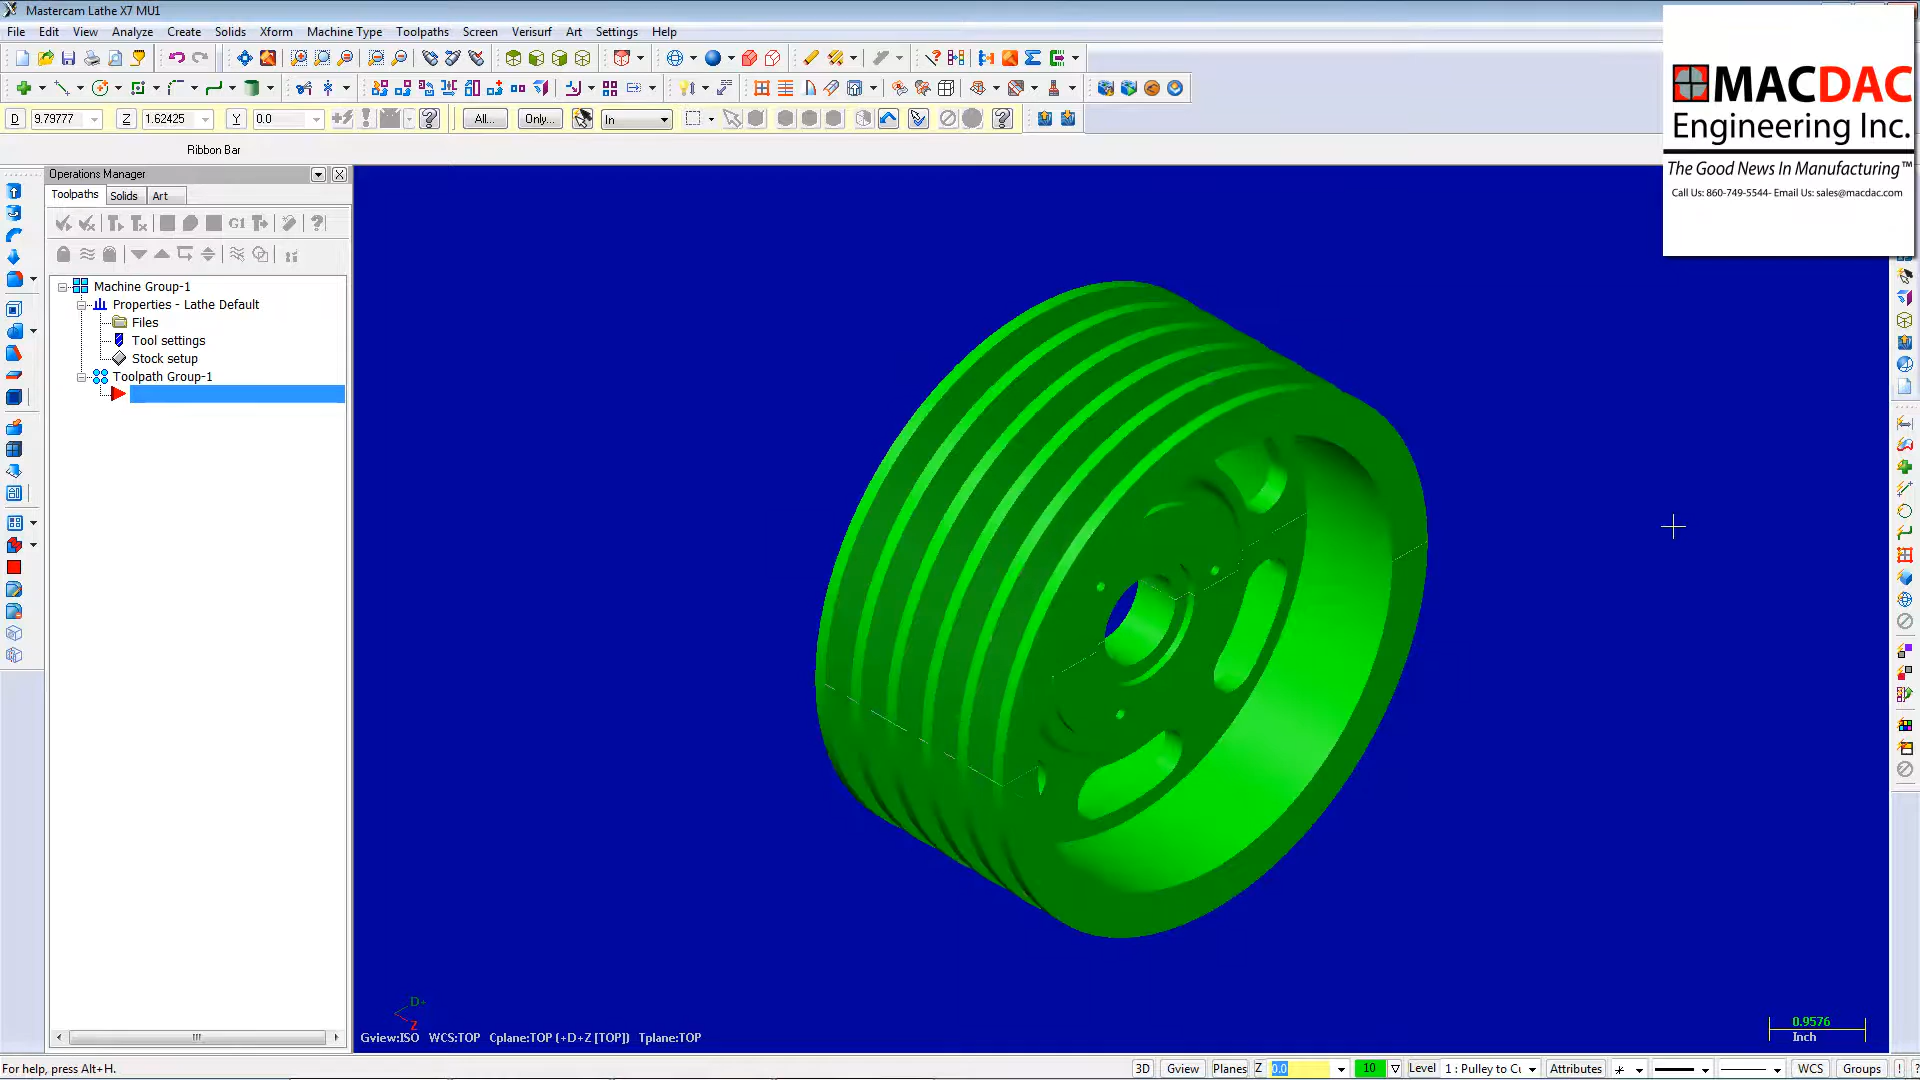 Mastercam Lathe X7 MU1
File Edit View Analyze Create Solids Xform Machine Type Toolpaths Screen Verisurf Art Settings Help
D 9.79777 Z 1.62425 Y 0.0 All... Only... In
Ribbon Bar
Operations Manager
Toolpaths Solids Art
G1
Machine Group-1
Properties - Lathe Default
Files
Tool settings
Stock setup
Toolpath Group-1
MACDAC
Engineering Inc.
The Good News In Manufacturing™
Call Us: 860-749-5544- Email Us: sales@macdac.com
D+
Z
Gview:ISO WCS:TOP Cplane:TOP (+D+Z [TOP]) Tplane:TOP
0.9576
Inch
For help, press Alt+H.
3D Gview Planes Z 0.0 10 Level 1 : Pulley to Cu Attributes WCS Groups